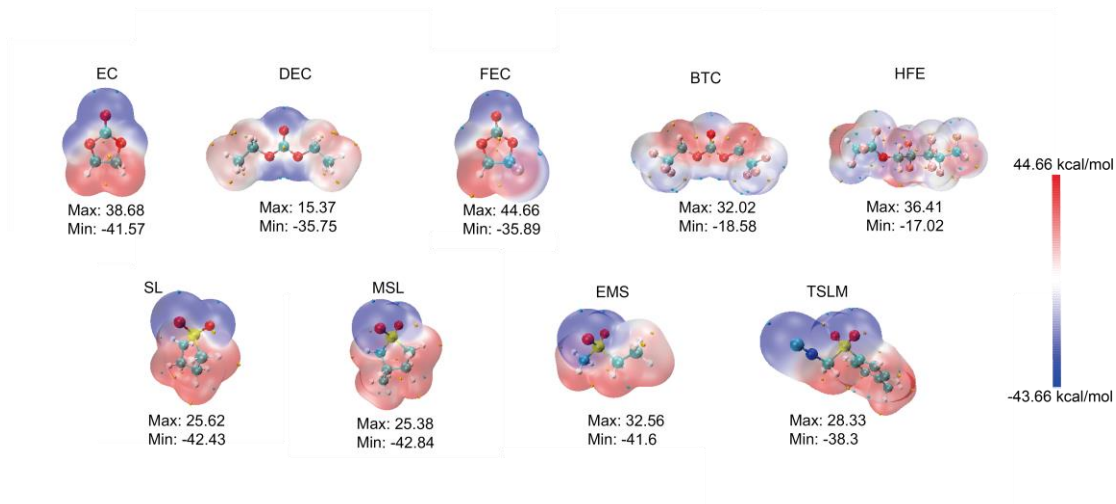 EC
DEC
FEC
BTC
HFE
Max: 38.68
Min: -41.57
Max: 15.37
Min: -35.75
Max: 44.66
Min: -35.89
Max: 32.02
Min: -18.58
Max: 36.41
Min: -17.02
44.66 kcal/mol
SL
MSL
EMS
TSLM
Max: 25.62
Min: -42.43
Max: 25.38
Min: -42.84
Max: 32.56
Min: -41.6
Max: 28.33
Min: -38.3
-43.66 kcal/mol